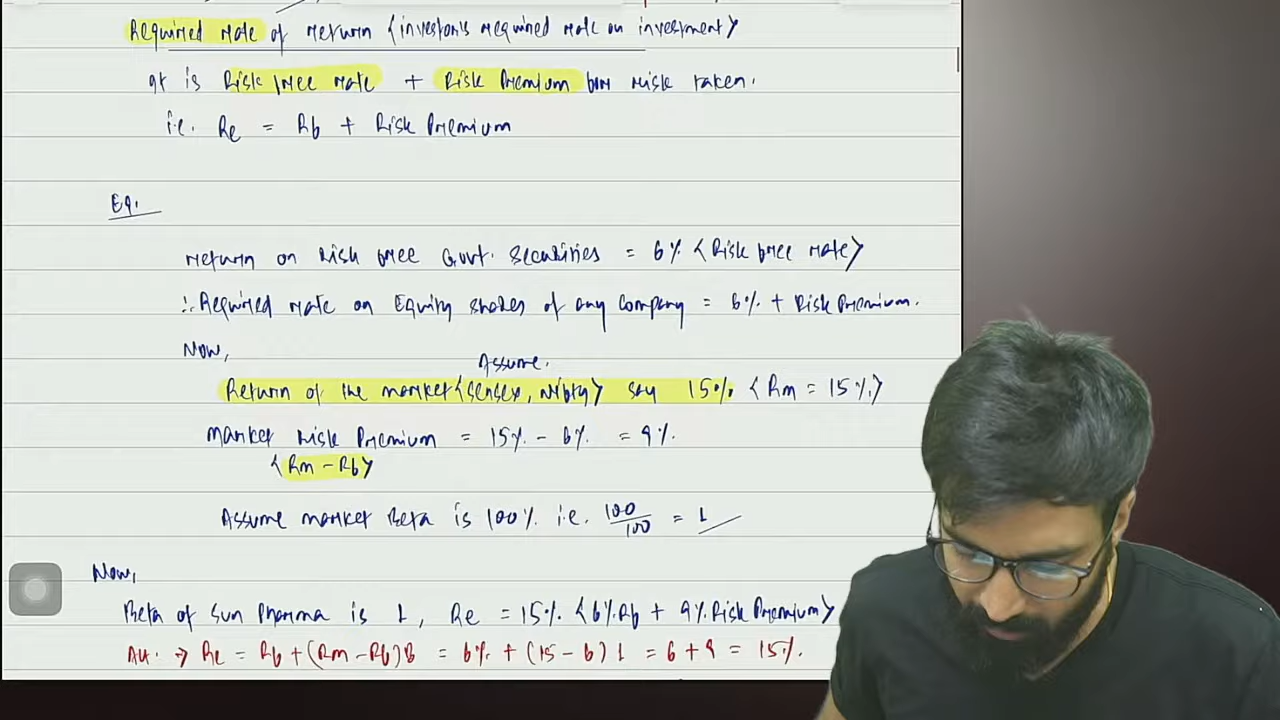 Required rate of return <investor's required rate on investment>
It is Risk free rate + Risk Premium for risk taken.
i.e. Re = Rf + Risk Premium
Eg.
Return on Risk free Govt. Securities = 6% <Risk free rate>
∴ Required rate on Equity shares of any company = 6% + Risk Premium.
Now,
Assume.
Return of the market <sensex, nifty> say 15% <Rm = 15%>
Market Risk Premium = 15% - 6% = 9%.
<Rm - Rf>
Assume market Beta is 100% i.e. 100/100 = 1
Now,
Beta of Sun Pharma is 1, Re = 15% <6% Rf + 9% Risk Premium>
Alt. → Re = Rf + (Rm - Rf) B = 6% + (15 - 6) 1 = 6 + 9 = 15%.